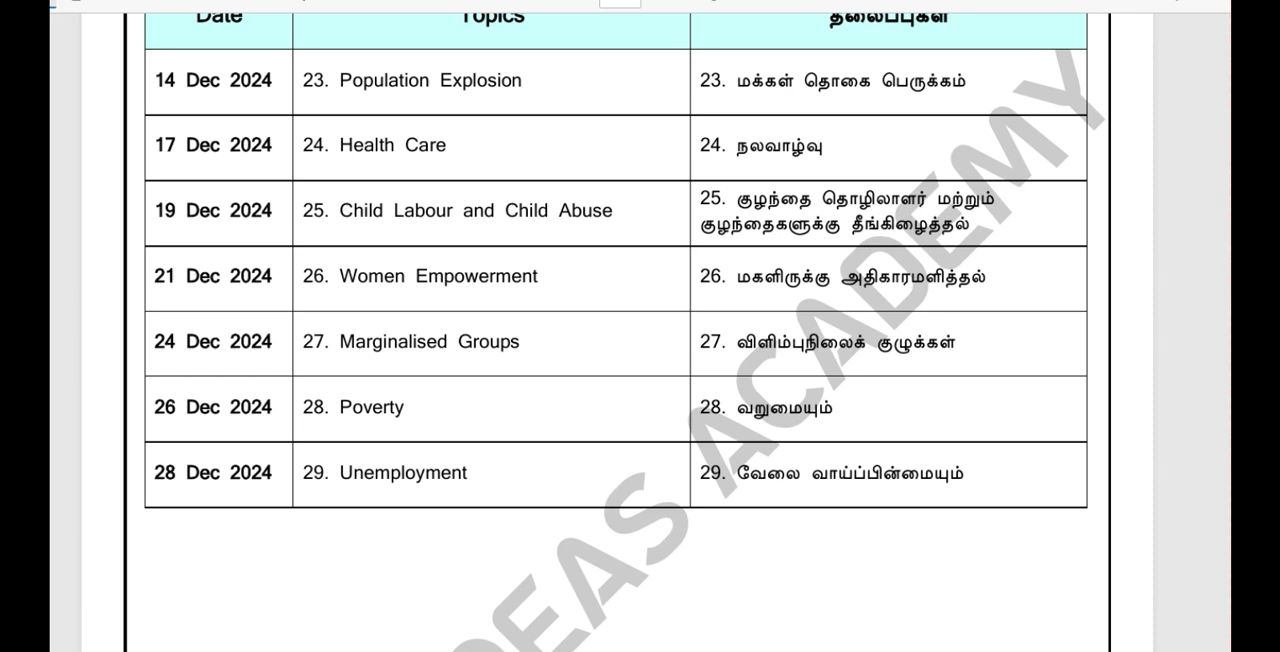 Date Topics தலைப்புகள்
14 Dec 2024 23. Population Explosion 23. மக்கள் தொகை பெருக்கம்
17 Dec 2024 24. Health Care 24. நலவாழ்வு
19 Dec 2024 25. Child Labour and Child Abuse 25. குழந்தை தொழிலாளர் மற்றும்
குழந்தைகளுக்கு தீங்கிழைத்தல்
21 Dec 2024 26. Women Empowerment 26. மகளிருக்கு அதிகாரமளித்தல்
24 Dec 2024 27. Marginalised Groups 27. விளிம்புநிலைக் குழுக்கள்
26 Dec 2024 28. Poverty 28. வறுமையும்
28 Dec 2024 29. Unemployment 29. வேலை வாய்ப்பின்மையும்
ACADEMY